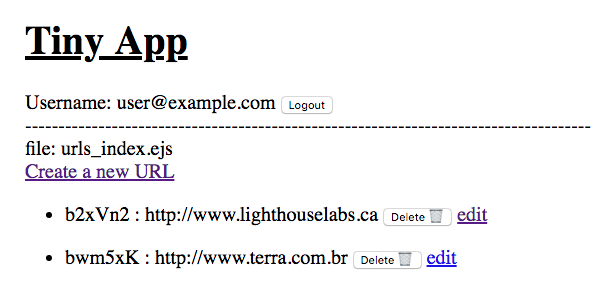 Tiny App
Username: user@example.com Logout
--------------------------------------------------------------------------------------
file: urls_index.ejs
Create a new URL
• b2xVn2 : http://www.lighthouselabs.ca Delete 🗑 edit
• bwm5xK : http://www.terra.com.br Delete 🗑 edit